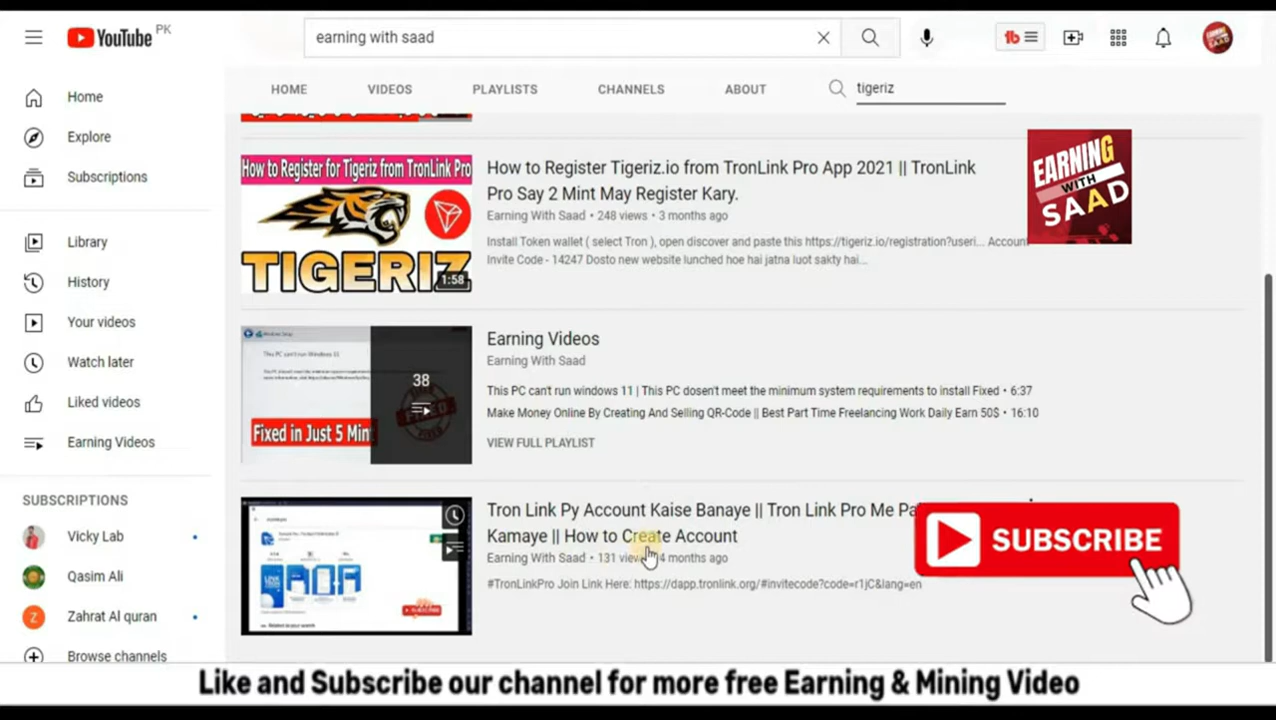 YouTube PK
earning with saad
HOME VIDEOS PLAYLISTS CHANNELS ABOUT tigeriz
Home
Explore
Subscriptions
Library
History
Your videos
Watch later
Liked videos
Earning Videos
SUBSCRIPTIONS
Vicky Lab
Qasim Ali
Z Zahrat Al quran
Browse channels
How to Register for Tigeriz from TronLink Pro
TIGERIZ
1:58
How to Register Tigeriz.io from TronLink Pro App 2021 || TronLink
Pro Say 2 Mint May Register Kary.
Earning With Saad • 248 views • 3 months ago
Install Token wallet ( select Tron ), open discover and paste this https://tigeriz.io/registration?useri... Account
Invite Code - 14247 Dosto new website lunched hoe hai jatna luot sakty hai...
EARNING
WITH
SAAD
This PC can't run Windows 11
Fixed in Just 5 Min
38
Earning Videos
Earning With Saad
This PC can't run windows 11 | This PC dosen't meet the minimum system requirements to install Fixed • 6:37
Make Money Online By Creating And Selling QR-Code || Best Part Time Freelancing Work Daily Earn 50$ • 16:10
VIEW FULL PLAYLIST
Tron Link Py Account Kaise Banaye || Tron Link Pro Me Pa
Kamaye || How to Create Account
Earning With Saad • 131 views 4 months ago
#TronLinkPro Join Link Here: https://dapp.tronlink.org/#invitecode?code=r1jC&lang=en
SUBSCRIBE
Like and Subscribe our channel for more free Earning & Mining Video